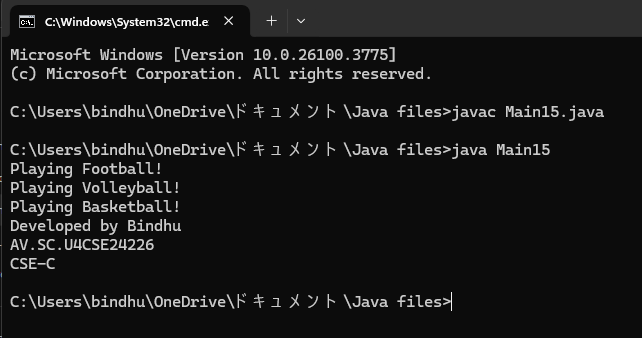 C:\Windows\System32\cmd.e:
Microsoft Windows [Version 10.0.26100.3775]
(c) Microsoft Corporation. All rights reserved.
C:\Users\bindhu\OneDrive\ドキュメント\Java files>javac Main15.java
C:\Users\bindhu\OneDrive\ドキュメント\Java files>java Main15
Playing Football!
Playing Volleyball!
Playing Basketball!
Developed by Bindhu
AV.SC.U4CSE24226
CSE-C
C:\Users\bindhu\OneDrive\ドキュメント\Java files>